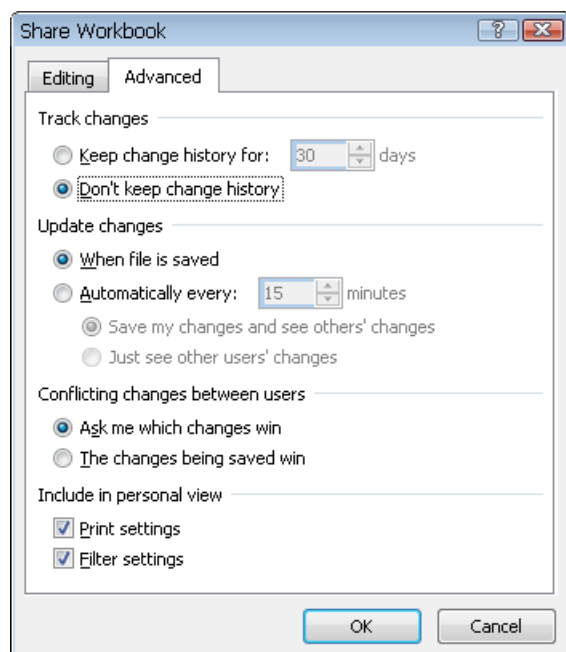 Share Workbook
Editing Advanced
Track changes
Keep change history for: 30 days
Don't keep change history
Update changes
When file is saved
Automatically every: 15 minutes
Save my changes and see others' changes
Just see other users' changes
Conflicting changes between users
Ask me which changes win
The changes being saved win
Include in personal view
Print settings
Filter settings
OK Cancel